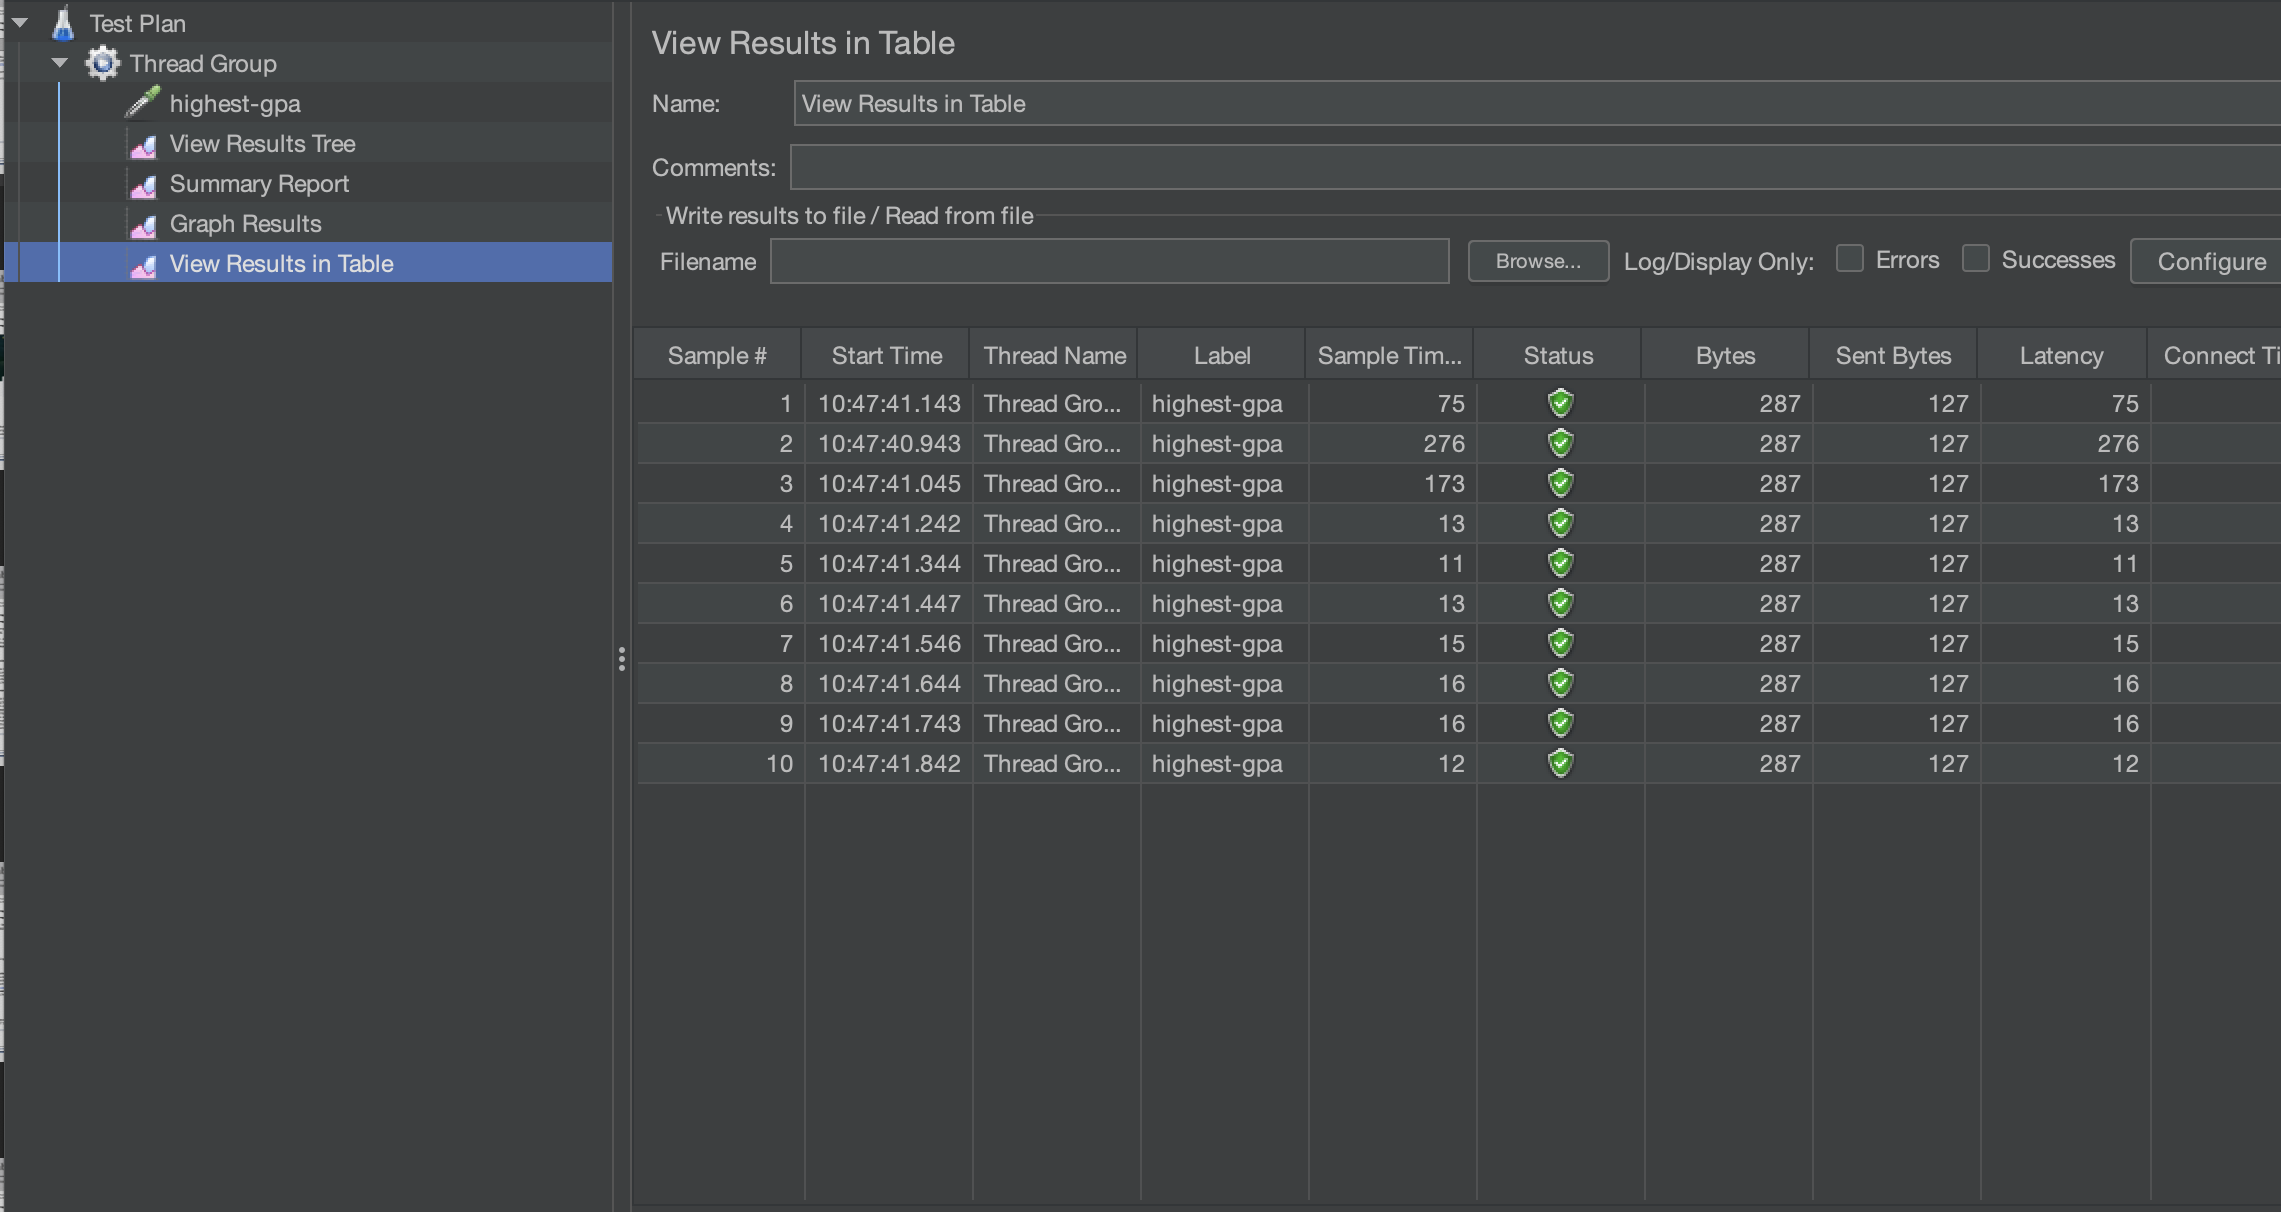 Test Plan
Thread Group
highest-gpa
View Results Tree
Summary Report
Graph Results
View Results in Table
View Results in Table
Name: View Results in Table
Comments:
Write results to file / Read from file
Filename Browse... Log/Display Only: Errors Successes Configure
Sample # Start Time Thread Name Label Sample Tim... Status Bytes Sent Bytes Latency Connect Ti
1 10:47:41.143 Thread Gro... highest-gpa 75 287 127 75
2 10:47:40.943 Thread Gro... highest-gpa 276 287 127 276
3 10:47:41.045 Thread Gro... highest-gpa 173 287 127 173
4 10:47:41.242 Thread Gro... highest-gpa 13 287 127 13
5 10:47:41.344 Thread Gro... highest-gpa 11 287 127 11
6 10:47:41.447 Thread Gro... highest-gpa 13 287 127 13
7 10:47:41.546 Thread Gro... highest-gpa 15 287 127 15
8 10:47:41.644 Thread Gro... highest-gpa 16 287 127 16
9 10:47:41.743 Thread Gro... highest-gpa 16 287 127 16
10 10:47:41.842 Thread Gro... highest-gpa 12 287 127 12